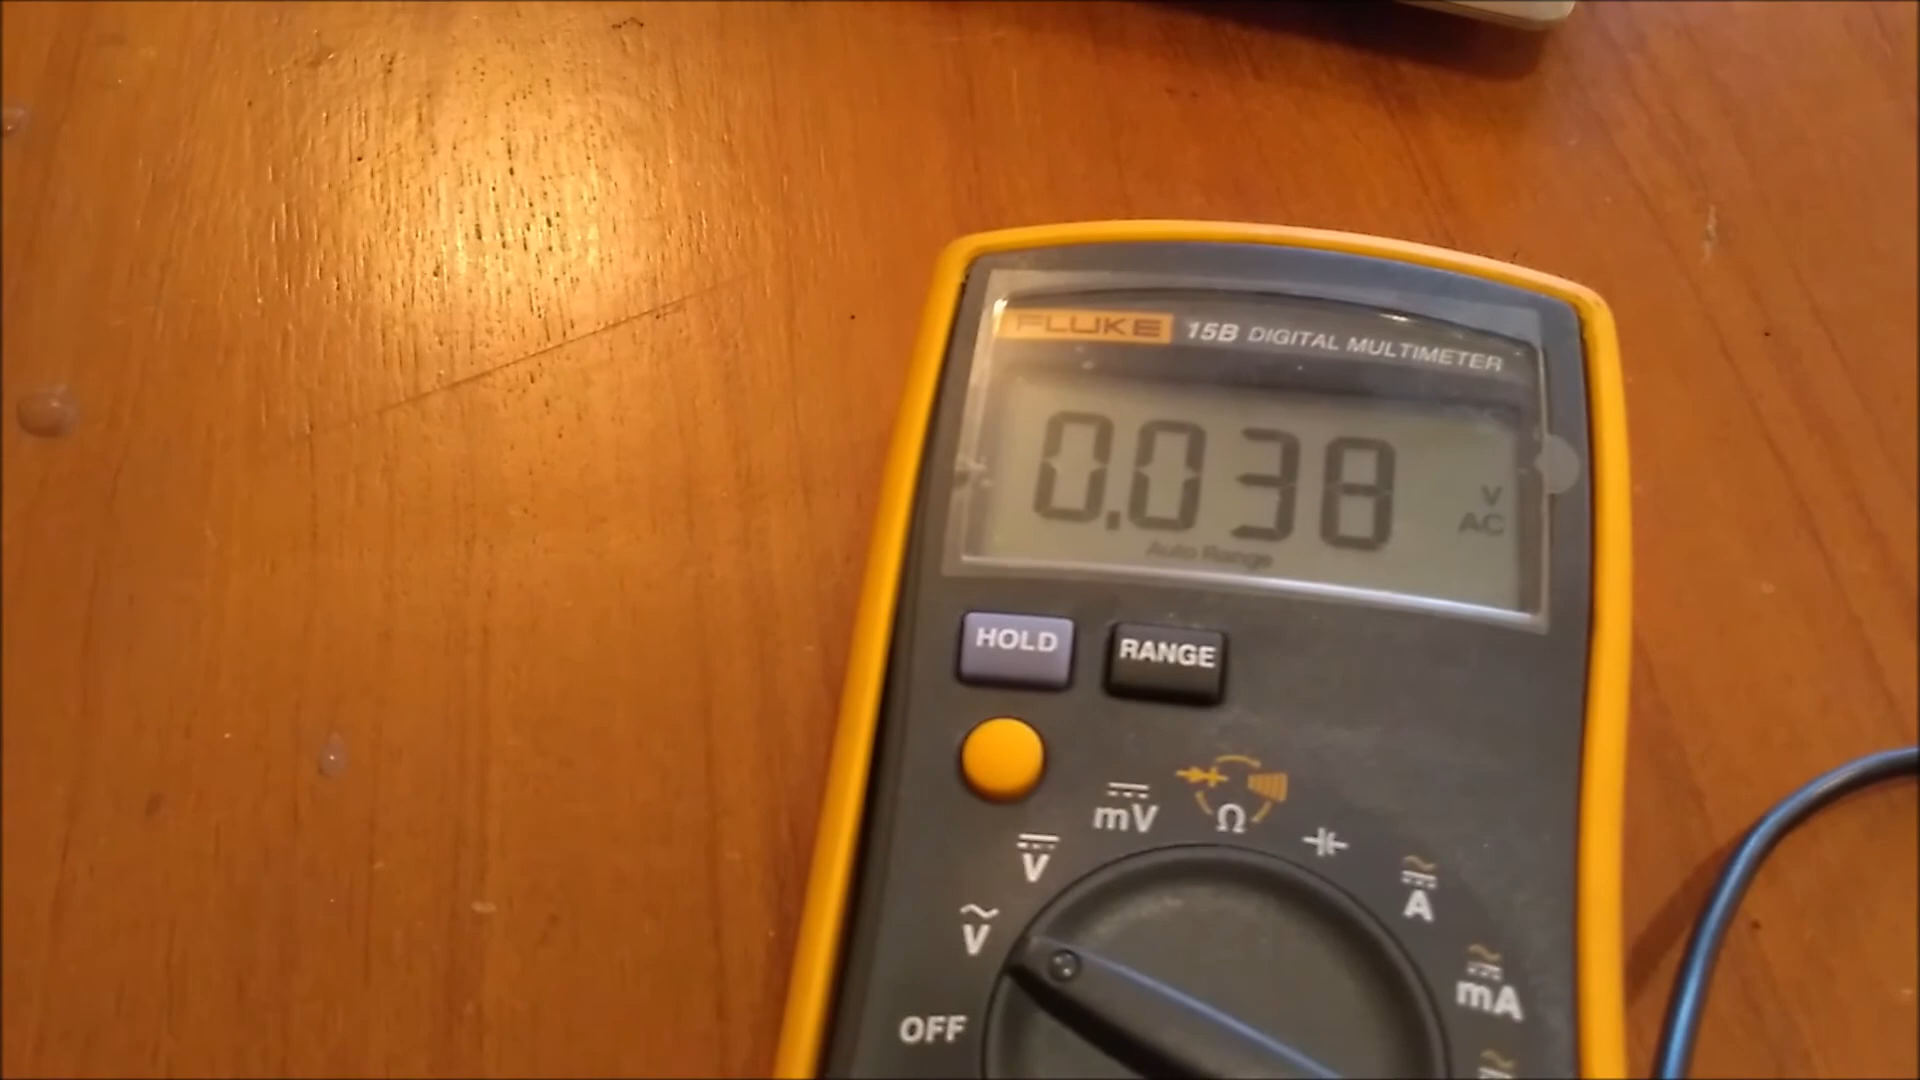 FLUKE 15B DIGITAL MULTIMETER
0.038 V AC
Auto Range
HOLD RANGE
mV Ω
V
A
V
mA
OFF